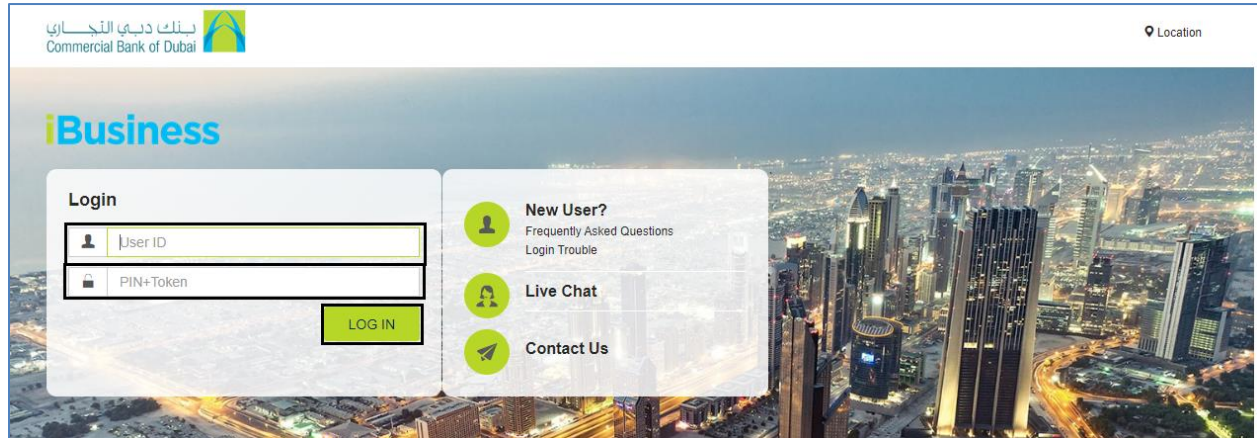 بنك دبي التجاري
Commercial Bank of Dubai
Location
iBusiness
Login
User ID
PIN+Token
LOG IN
New User?
Frequently Asked Questions
Login Trouble
Live Chat
Contact Us